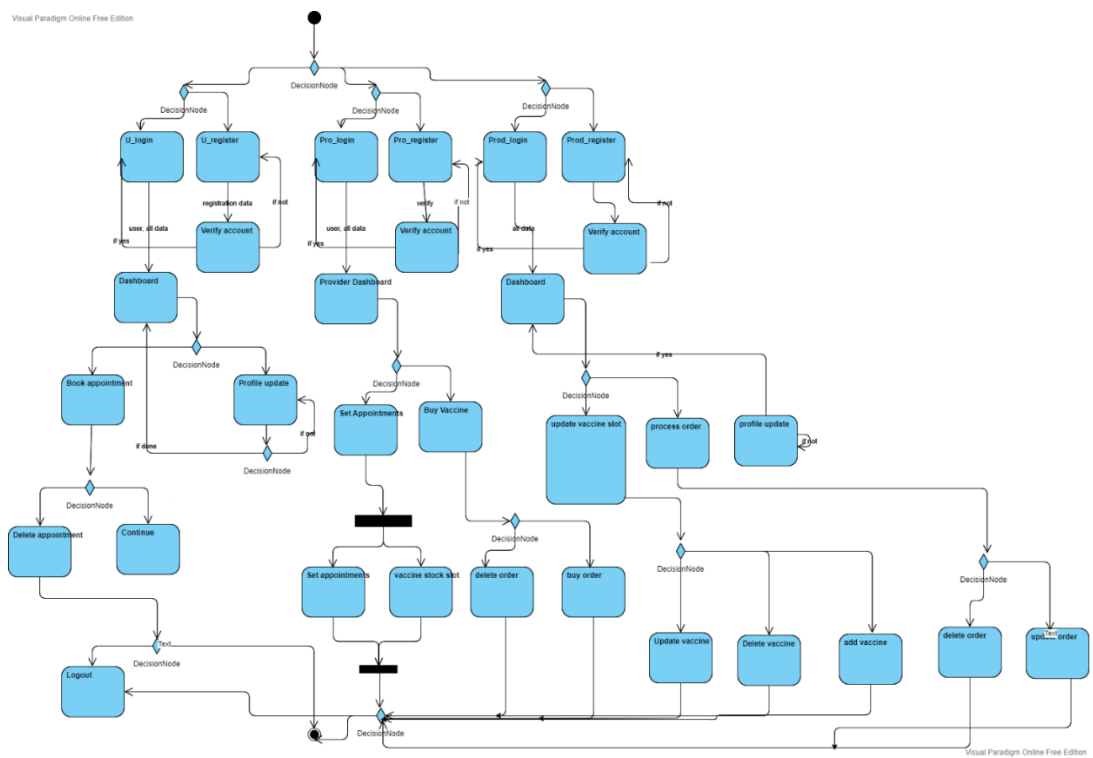 Visual Paradigm Online Free Edition
DecisionNode
DecisionNode
DecisionNode
DecisionNode
U_login
U_register
Pro_login
Pro_register
Prod_login
Prod_register
registration data
if not
verify
if not
if not
user, all data
user, all data
all data
Verify account
Verify account
Verify account
if yes
if yes
if yes
Dashboard
Provider Dashboard
Dashboard
DecisionNode
if yes
DecisionNode
Book appointment
Profile update
DecisionNode
Set Appointments
Buy Vaccine
update vaccine slot
process order
profile update
if not
if not
if done
DecisionNode
DecisionNode
Delete appointment
Continue
DecisionNode
DecisionNode
DecisionNode
Set appointments
vaccine stock slot
delete order
buy order
Update vaccine
Delete vaccine
add vaccine
delete order
update order
Text
Text
DecisionNode
Logout
DecisionNode
Visual Paradigm Online Free Edition